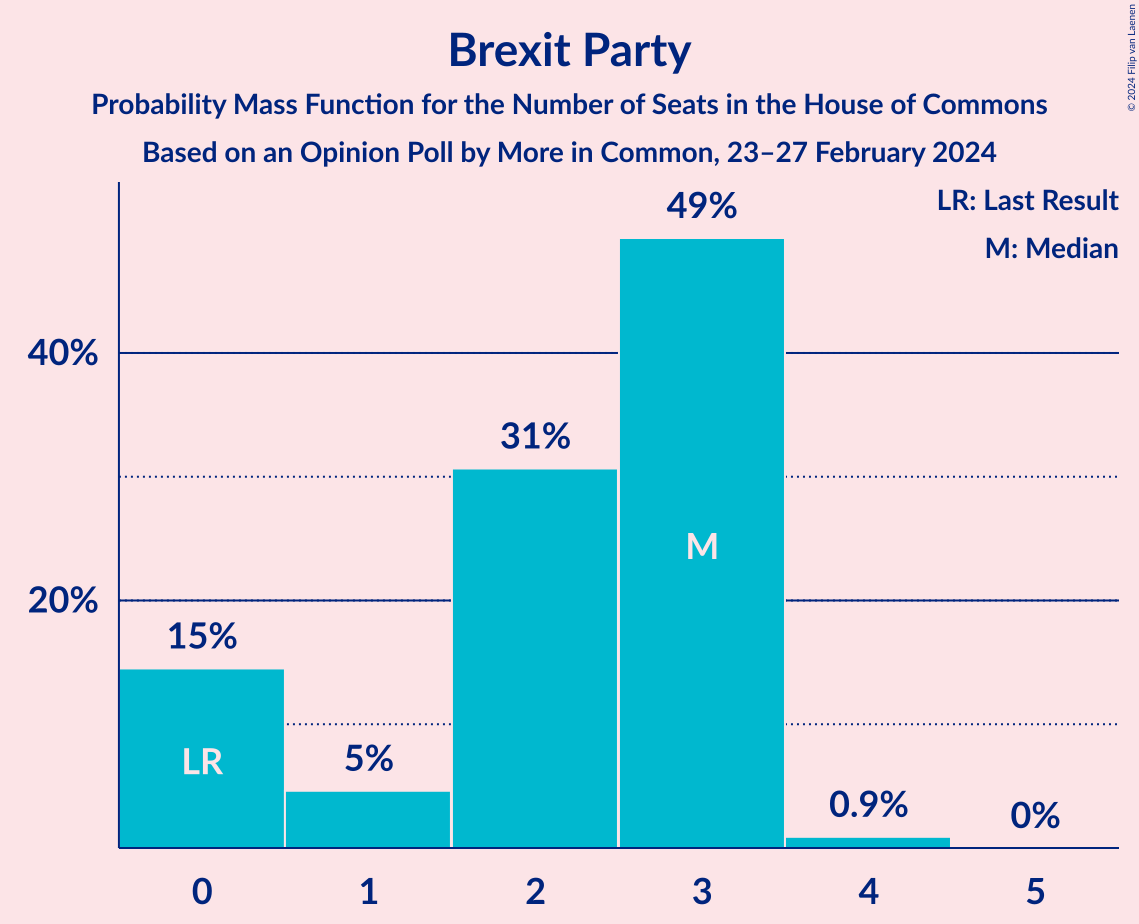 Brexit Party
Probability Mass Function for the Number of Seats in the House of Commons
Based on an Opinion Poll by More in Common, 23–27 February 2024
© 2024 Filip van Laenen
LR: Last Result
M: Median
49%
40%
31%
M
20%
15%
LR
5%
0.9%
0%
0 1 2 3 4 5